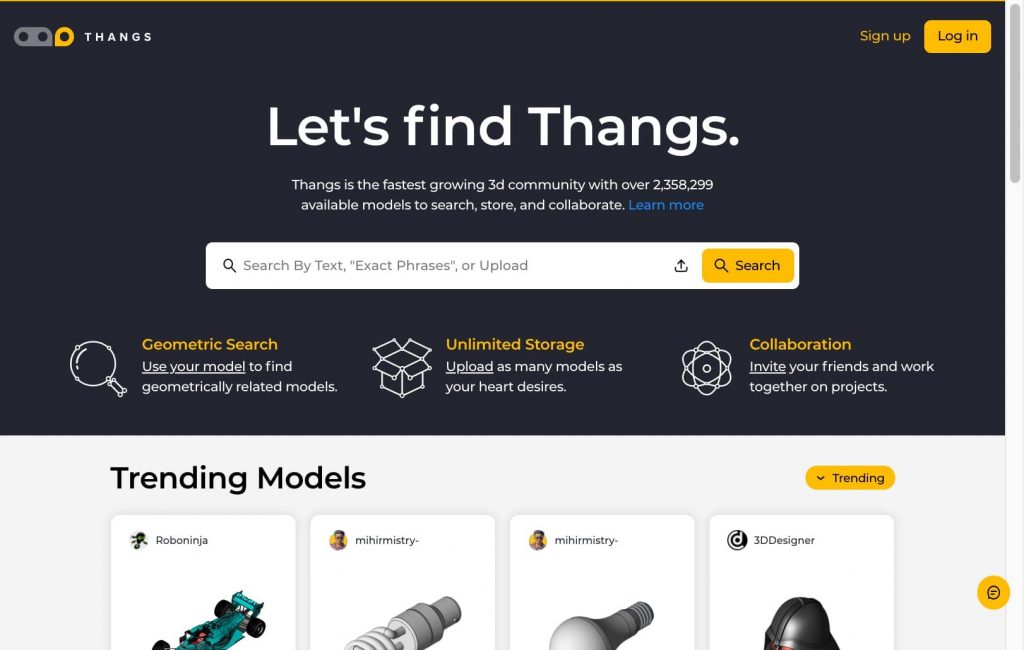 THANGS
Sign up
Log in
Let's find Thangs.
Thangs is the fastest growing 3d community with over 2,358,299
available models to search, store, and collaborate. Learn more
Search By Text, "Exact Phrases", or Upload
Search
Geometric Search
Use your model to find
geometrically related models.
Unlimited Storage
Upload as many models as
your heart desires.
Collaboration
Invite your friends and work
together on projects.
Trending Models
Trending
Roboninja
mihirmistry-
mihirmistry-
3DDesigner